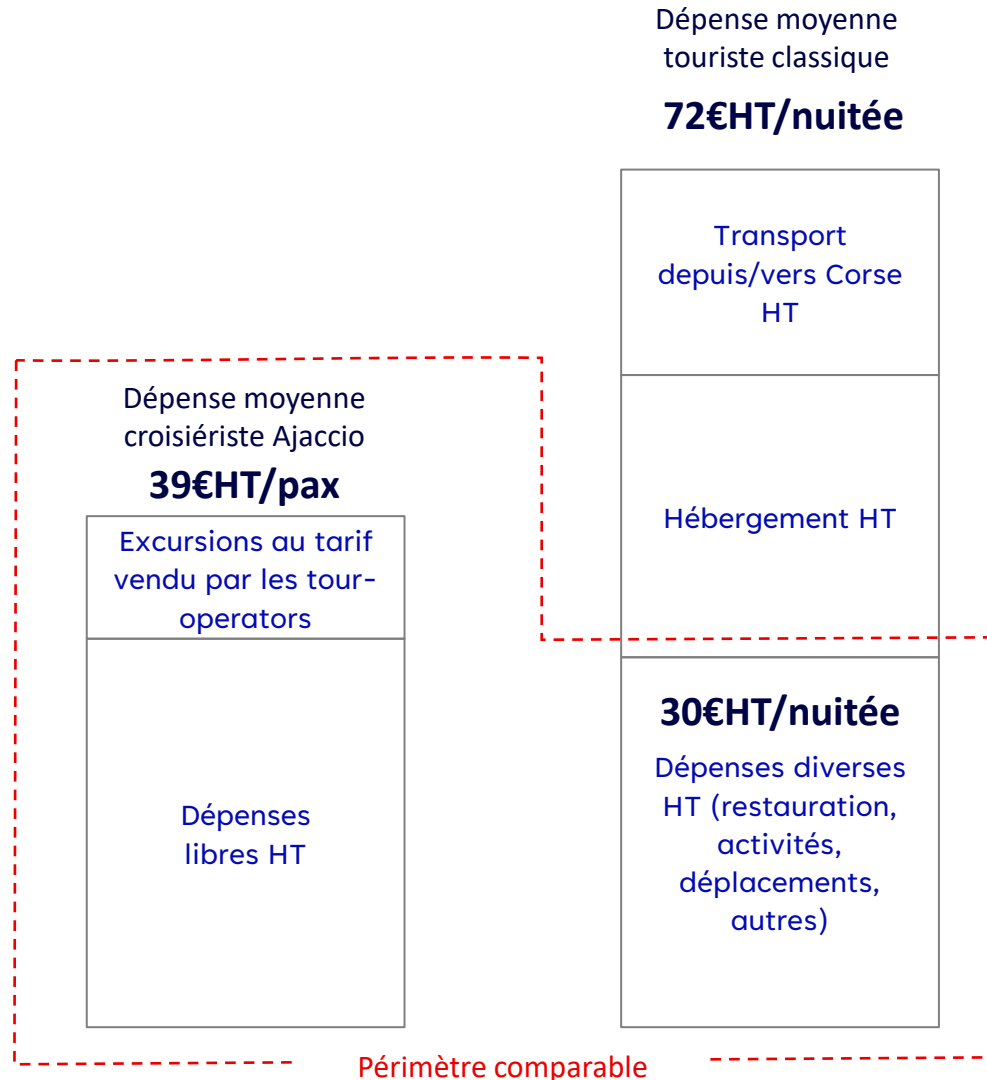 Dépense moyenne
touriste classique
72€HT/nuitée
Transport
depuis/vers Corse
HT
Hébergement HT
30€HT/nuitée
Dépenses diverses
HT (restauration,
activités,
déplacements,
autres)
Dépense moyenne
croisiériste Ajaccio
39€HT/pax
Excursions au tarif
vendu par les tour-
operators
Dépenses
libres HT
Périmètre comparable